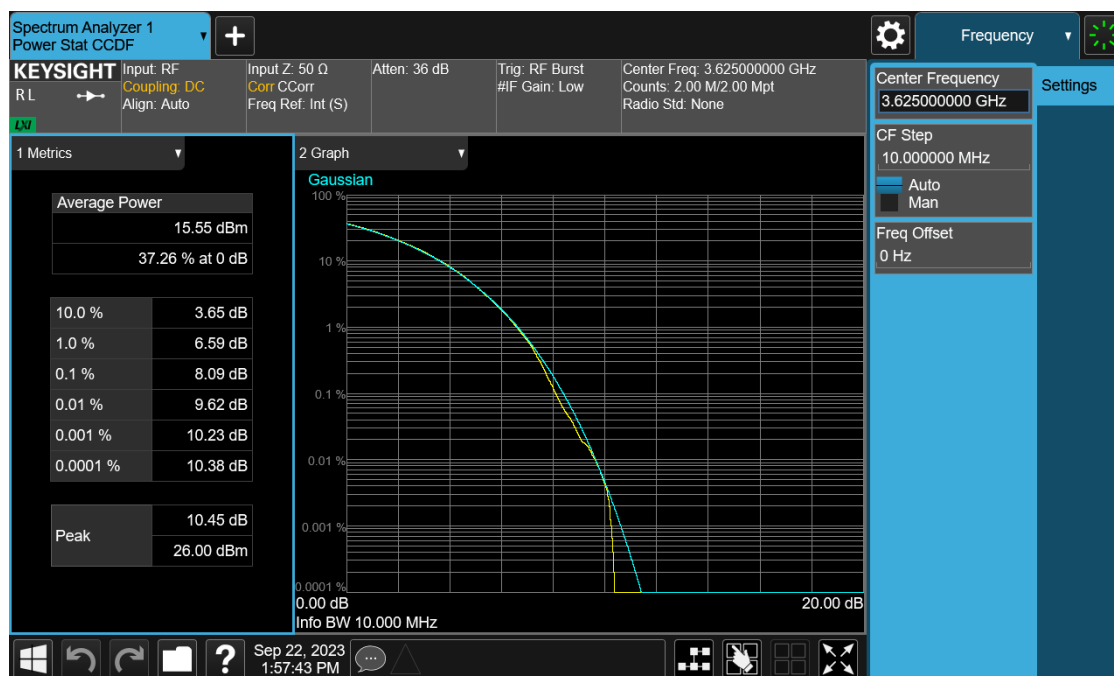 Spectrum Analyzer 1
Power Stat CCDF
Frequency
KEYSIGHT
R L
LXI
Input: RF
Coupling: DC
Align: Auto
Input Z: 50 Ω
Corr CCorr
Freq Ref: Int (S)
Atten: 36 dB
Trig: RF Burst
#IF Gain: Low
Center Freq: 3.625000000 GHz
Counts: 2.00 M/2.00 Mpt
Radio Std: None
Center Frequency
3.625000000 GHz
Settings
CF Step
10.000000 MHz
Auto
Man
Freq Offset
0 Hz
1 Metrics
Average Power
15.55 dBm
37.26 % at 0 dB
10.0 % 3.65 dB
1.0 % 6.59 dB
0.1 % 8.09 dB
0.01 % 9.62 dB
0.001 % 10.23 dB
0.0001 % 10.38 dB
Peak 10.45 dB
26.00 dBm
2 Graph
Gaussian
100 %
10 %
1 %
0.1 %
0.01 %
0.001 %
0.0001 %
0.00 dB 20.00 dB
Info BW 10.000 MHz
?
Sep 22, 2023
1:57:43 PM